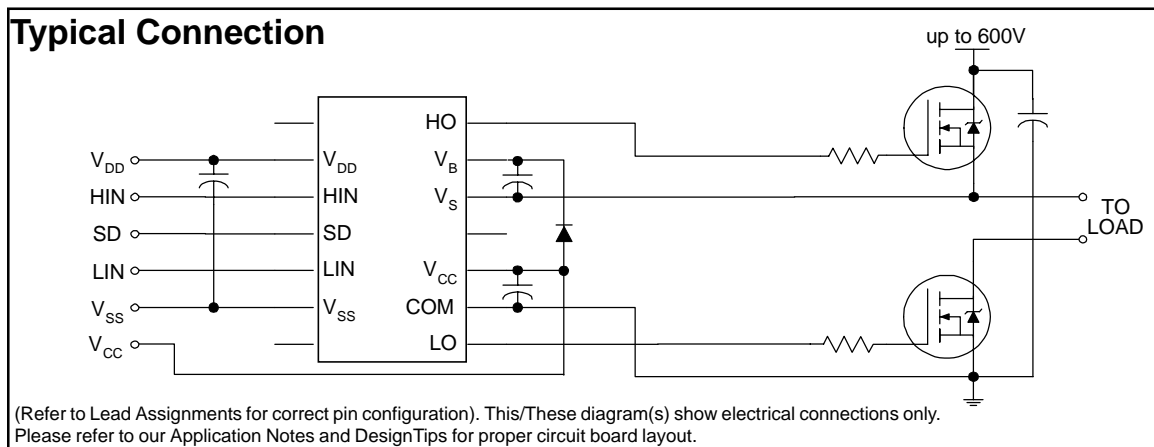 Typical Connection
up to 600V
HO
V_DD
V_DD
V_B
HIN
HIN
V_S
TO
LOAD
SD
SD
LIN
LIN
V_CC
V_SS
V_SS
COM
V_CC
LO
(Refer to Lead Assignments for correct pin configuration). This/These diagram(s) show electrical connections only.
Please refer to our Application Notes and DesignTips for proper circuit board layout.